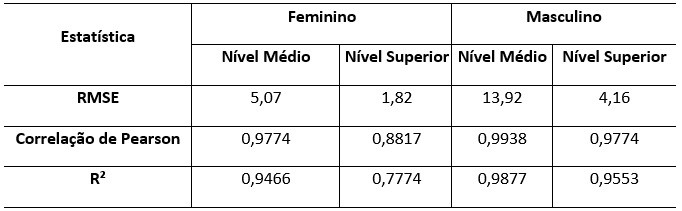 Estatística Feminino Masculino
Nível Médio Nível Superior Nível Médio Nível Superior
RMSE 5,07 1,82 13,92 4,16
Correlação de Pearson 0,9774 0,8817 0,9938 0,9774
R² 0,9466 0,7774 0,9877 0,9553